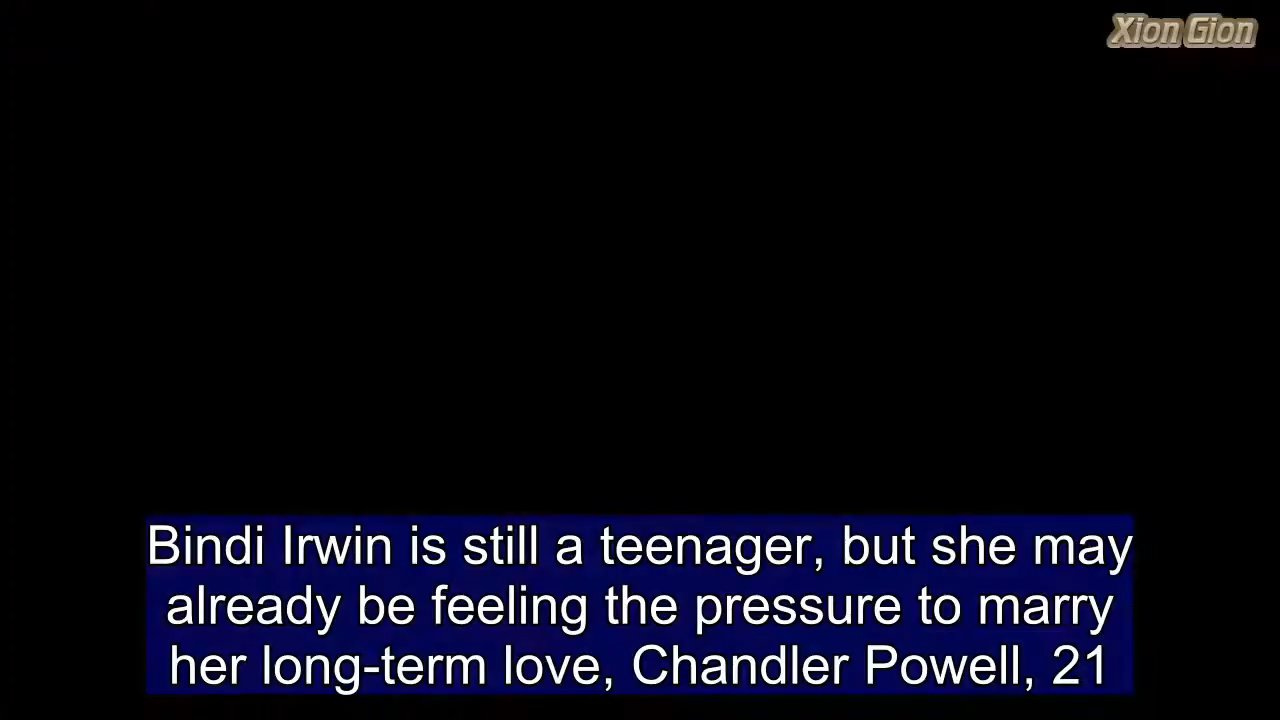 Xion Gion
Bindi Irwin is still a teenager, but she may
already be feeling the pressure to marry
her long-term love, Chandler Powell, 21